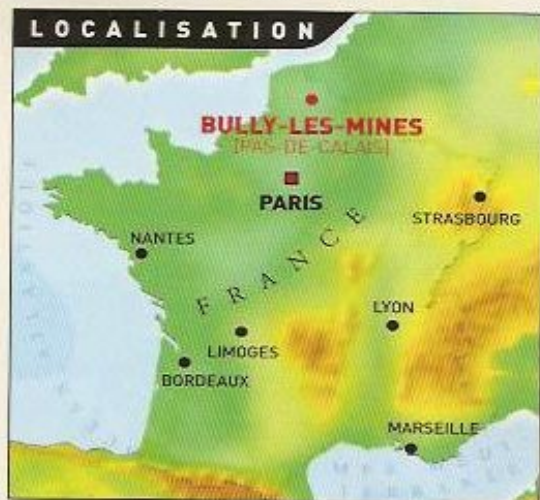 LOCALISATION
BULLY-LES-MINES
(PAS-DE-CALAIS)
PARIS
STRASBOURG
NANTES
FRANCE
LYON
LIMOGES
BORDEAUX
MARSEILLE